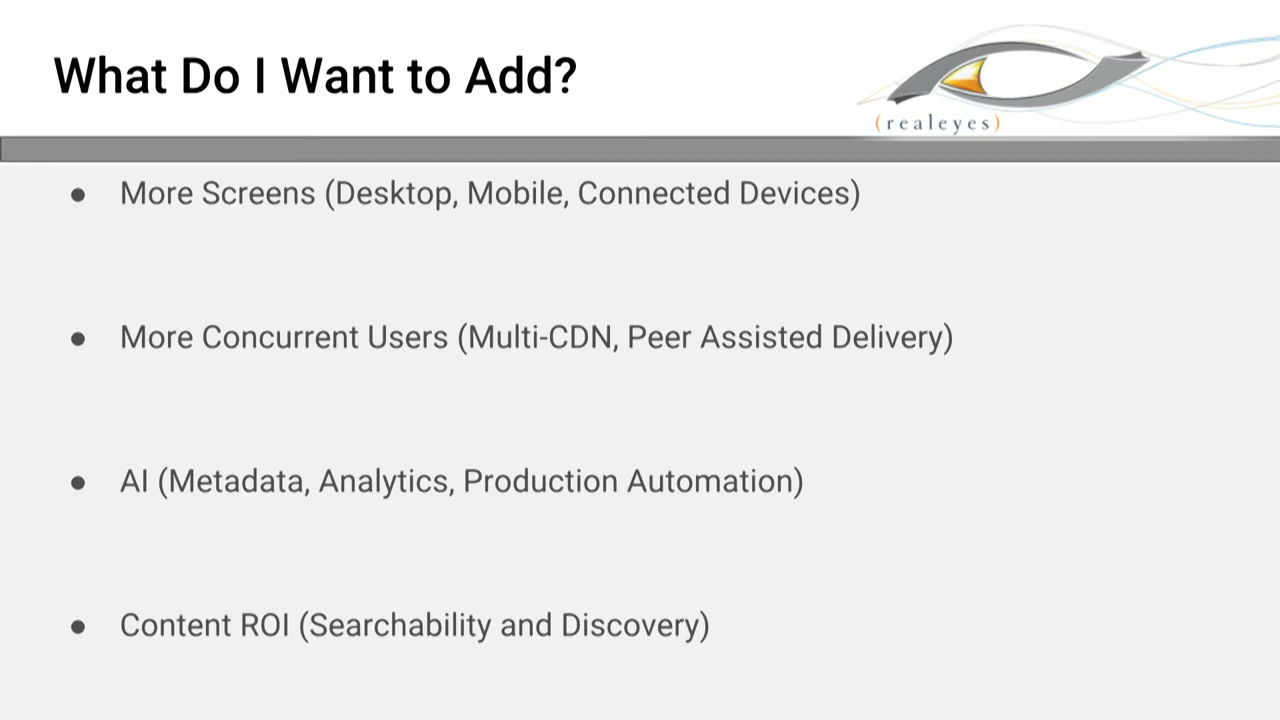 What Do I Want to Add?
(realeyes)
● More Screens (Desktop, Mobile, Connected Devices)
● More Concurrent Users (Multi-CDN, Peer Assisted Delivery)
● AI (Metadata, Analytics, Production Automation)
● Content ROI (Searchability and Discovery)